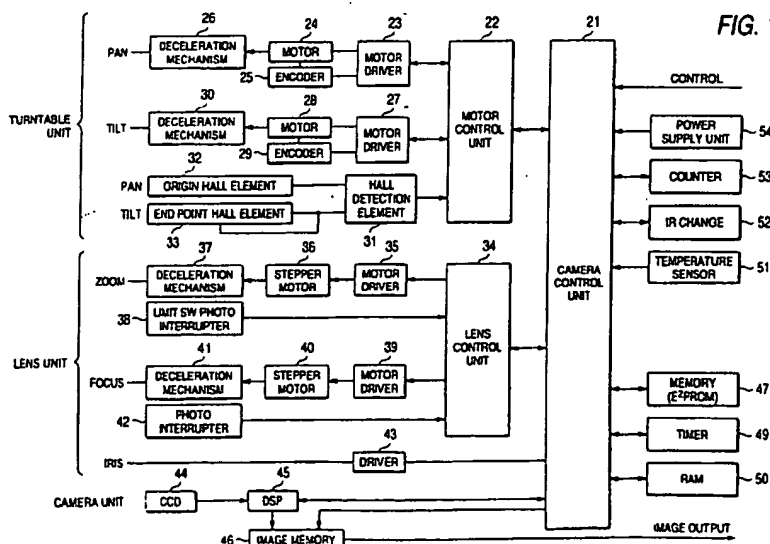 FIG.
26 24 23 22 21
PAN
DECELERATION
MECHANISM
MOTOR
25
ENCODER
MOTOR
DRIVER
MOTOR
CONTROL
UNIT
TURNTABLE
UNIT
30 28 27
TILT
DECELERATION
MECHANISM
MOTOR
29
ENCODER
MOTOR
DRIVER
32
PAN
ORIGIN HALL ELEMENT
TILT
END POINT HALL ELEMENT
33
HALL
DETECTION
ELEMENT
31
37 36 35 34
ZOOM
DECELERATION
MECHANISM
STEPPER
MOTOR
MOTOR
DRIVER
38
LIMIT SW PHOTO
INTERRUPTER
LENS
CONTROL
UNIT
LENS UNIT
41 40 39
FOCUS
DECELERATION
MECHANISM
STEPPER
MOTOR
MOTOR
DRIVER
42
PHOTO
INTERRUPTER
43
IRIS
DRIVER
44 45
CAMERA UNIT
CCD
DSP
46
IMAGE MEMORY
CAMERA
CONTROL
UNIT
CONTROL
POWER
SUPPLY UNIT
54
COUNTER
53
IR CHANGE
52
TEMPERATURE
SENSOR
51
MEMORY
(E²PROM)
47
TIMER
49
RAM
50
IMAGE OUTPUT